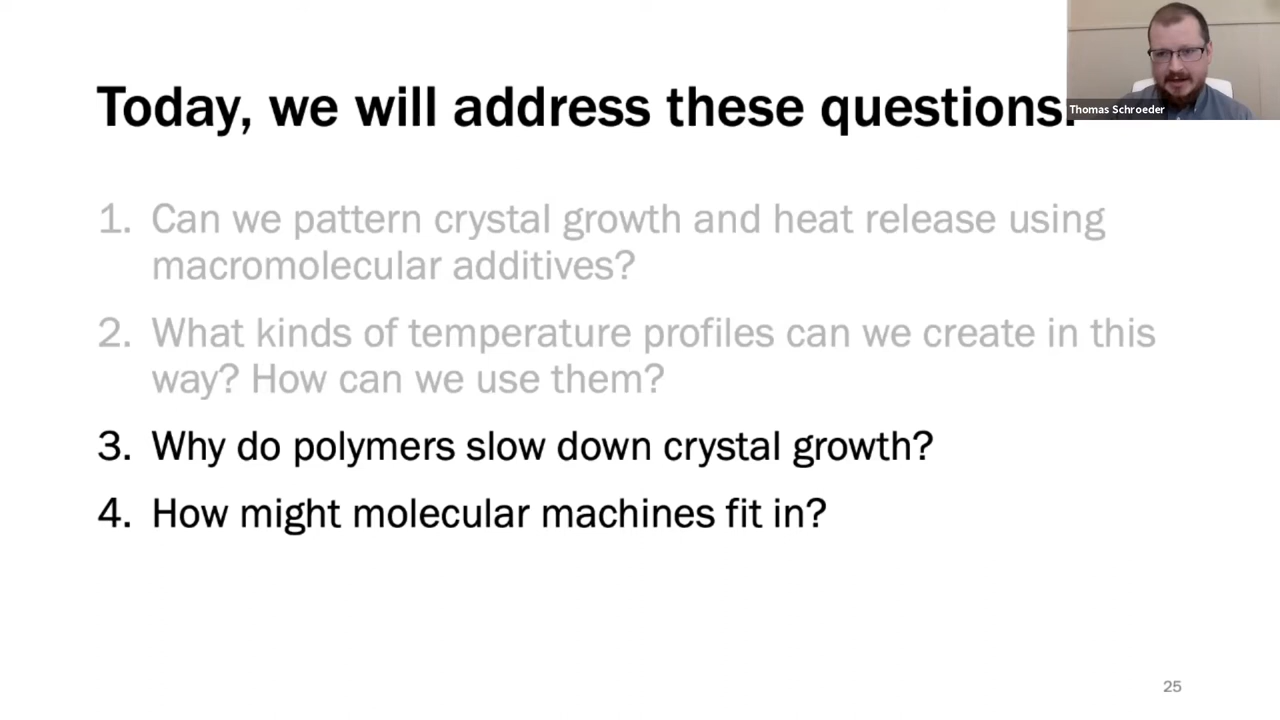 Today, we will address these questions:
Thomas Schroeder
1. Can we pattern crystal growth and heat release using
macromolecular additives?
2. What kinds of temperature profiles can we create in this
way? How can we use them?
3. Why do polymers slow down crystal growth?
4. How might molecular machines fit in?
25